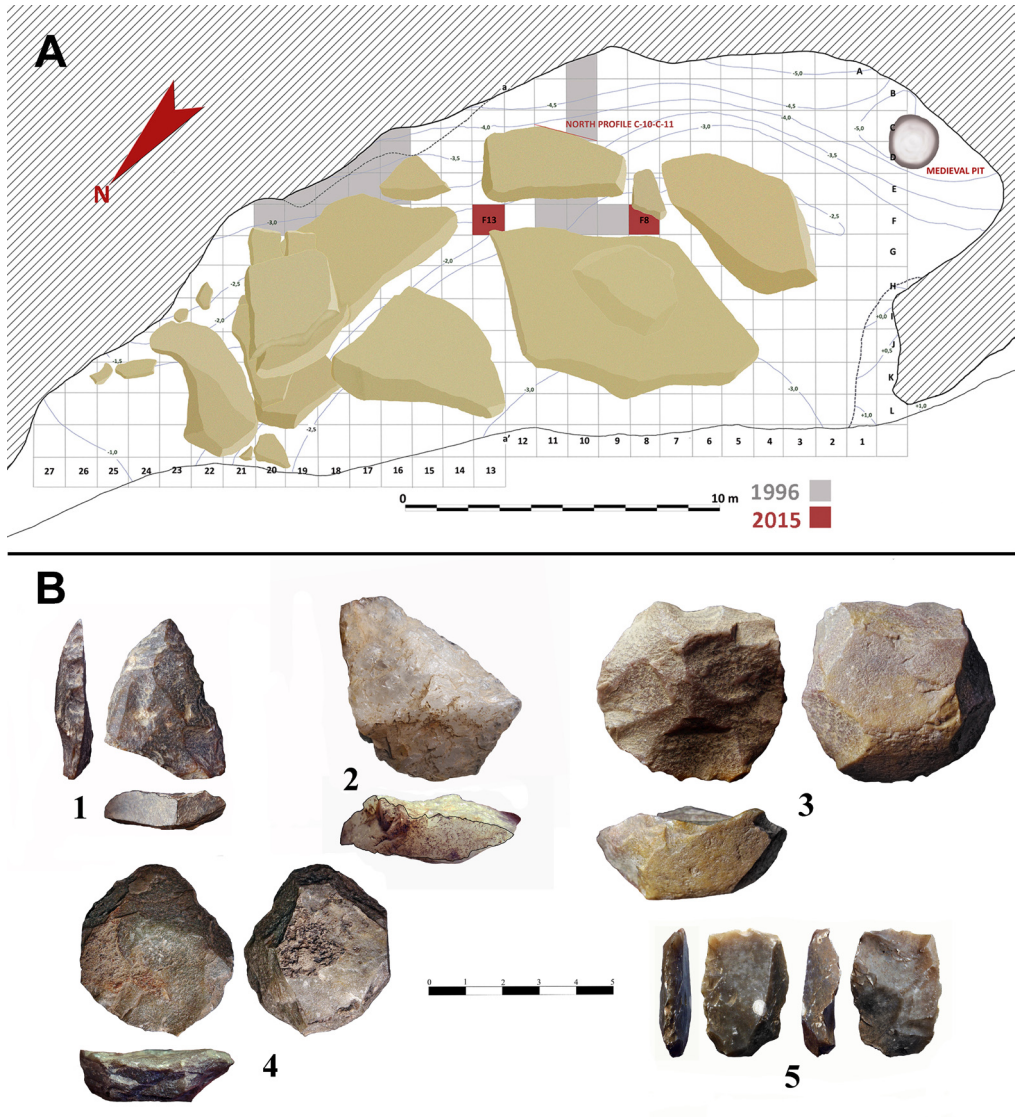 A
-5,0
A
a
B
-4,5
-4,5
C
-4,0
NORTH PROFILE C-10-C-11
-3,0
-5,0
D
MEDIEVAL PIT
-3,5
-3,5
N
E
-3,0
F13
F8
-2,5
F
G
-2,0
H
-2,5
+0,0
I
-2,0
J
+0,5
-1,5
K
-3,0
-3,0
L
+1,0
+1,0
-2,5
a'
12 11 10 9 8 7 6 5 4 3 2 1
-1,0
27 26 25 24 23 22 21 20 19 18 17 16 15 14 13
0 10 m
1996
2015
B
1
2
3
4
0 1 2 3 4 5
5